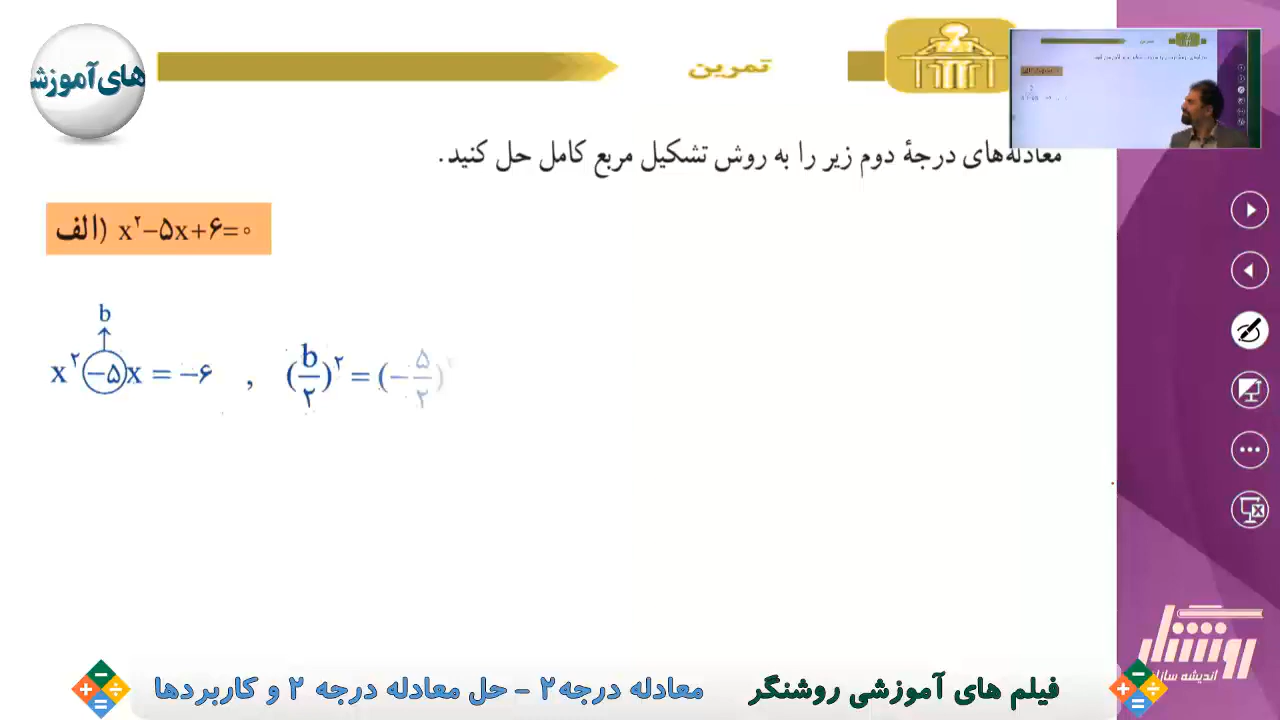 های آموزش
تمرین
معادله‌های درجهٔ دوم زیر را به روش تشکیل مربع کامل حل کنید.
الف) x²−۵x+۶=۰
b
x²−۵x = −۶ , (b/۲)² = (−۵/۲)²
روشنگر
اندیشه ساز
فیلم های آموزشی روشنگر
معادله درجه۲ - حل معادله درجه ۲ و کاربردها